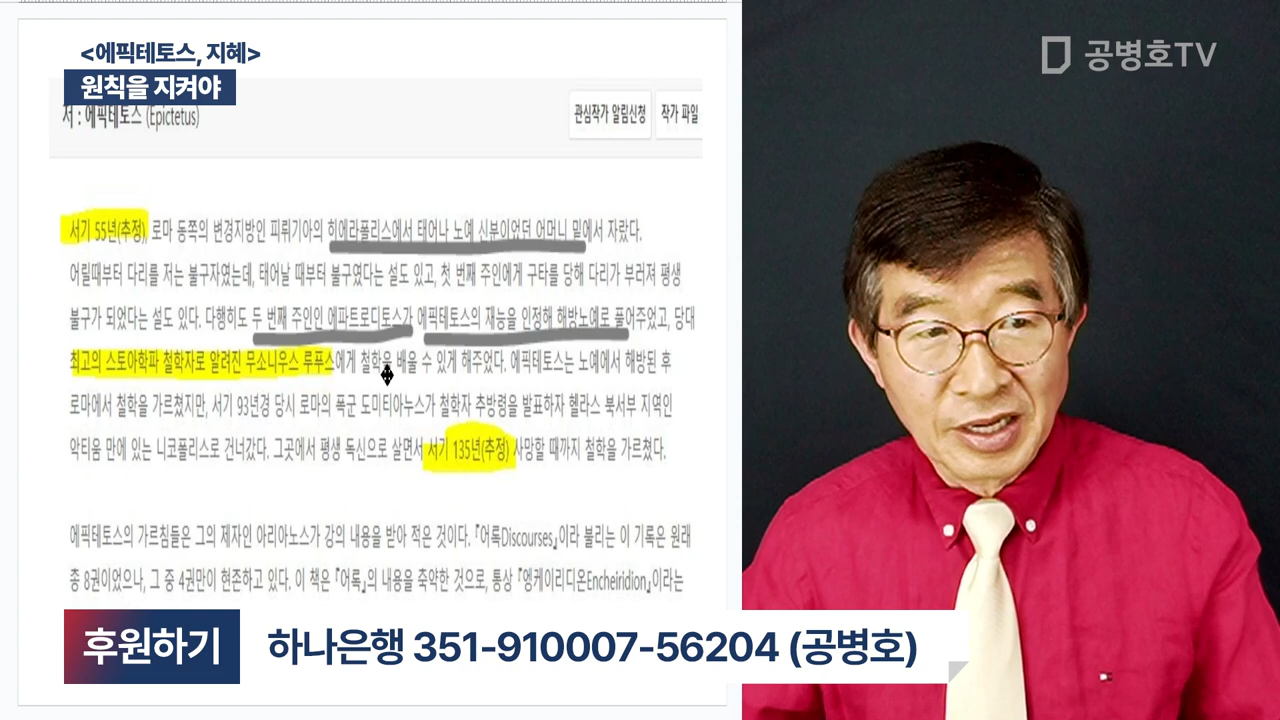 <에픽테토스, 지혜>
원칙을 지켜야
공병호TV
저 : 에픽테토스 (Epictetus)
관심작가 알림신청
작가 파일
서기 55년(추정), 로마 동쪽의 변경지방인 피뤼기아의 히에라폴리스에서 태어나 노예 신분이었던 어머니 밑에서 자랐다.
어릴때부터 다리를 저는 불구자였는데, 태어날 때부터 불구였다는 설도 있고, 첫 번째 주인에게 구타를 당해 다리가 부러져 평생
불구가 되었다는 설도 있다. 다행히도 두 번째 주인인 에파트로디토스가 에픽테토스의 재능을 인정해 해방노예로 풀어주었고, 당대
최고의 스토아학파 철학자로 알려진 무소니우스 루푸스에게 철학을 배울 수 있게 해주었다. 에픽테토스는 노예에서 해방된 후
로마에서 철학을 가르쳤지만, 서기 93년경 당시 로마의 폭군 도미티아누스가 철학자 추방령을 발표하자 헬라스 북서부 지역인
악티움 만에 있는 니코폴리스로 건너갔다. 그곳에서 평생 독신으로 살면서 서기 135년(추정) 사망할 때까지 철학을 가르쳤다.
에픽테토스의 가르침들은 그의 제자인 아리아노스가 강의 내용을 받아 적은 것이다. 『어록Discourses』이라 불리는 이 기록은 원래
총 8권이었으나, 그 중 4권만이 현존하고 있다. 이 책은 『어록』의 내용을 축약한 것으로, 통상 『엥케이리디온Encheiridion』이라는
후원하기
하나은행 351-910007-56204 (공병호)